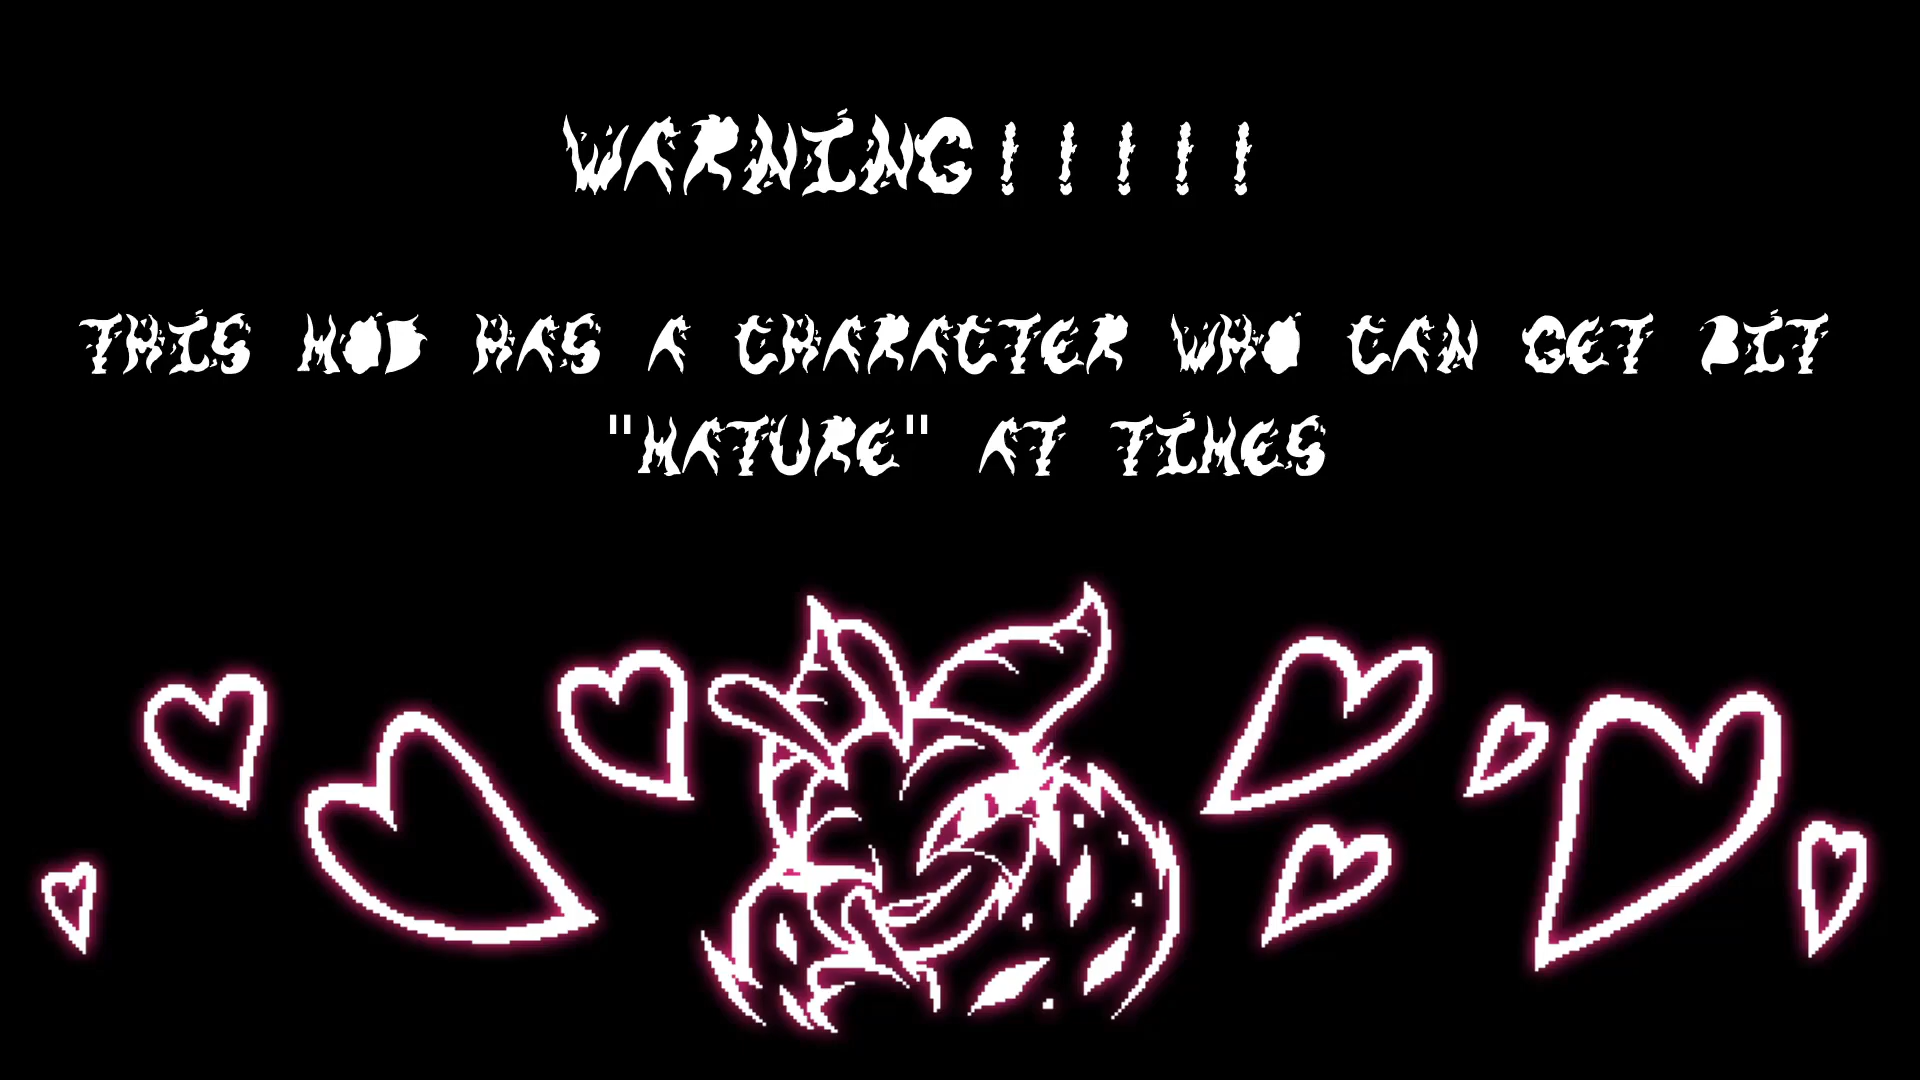 WARNING!!!!!
THIS MOD HAS A CHARACTER WHO CAN GET BIT
"MATURE" AT TIMES